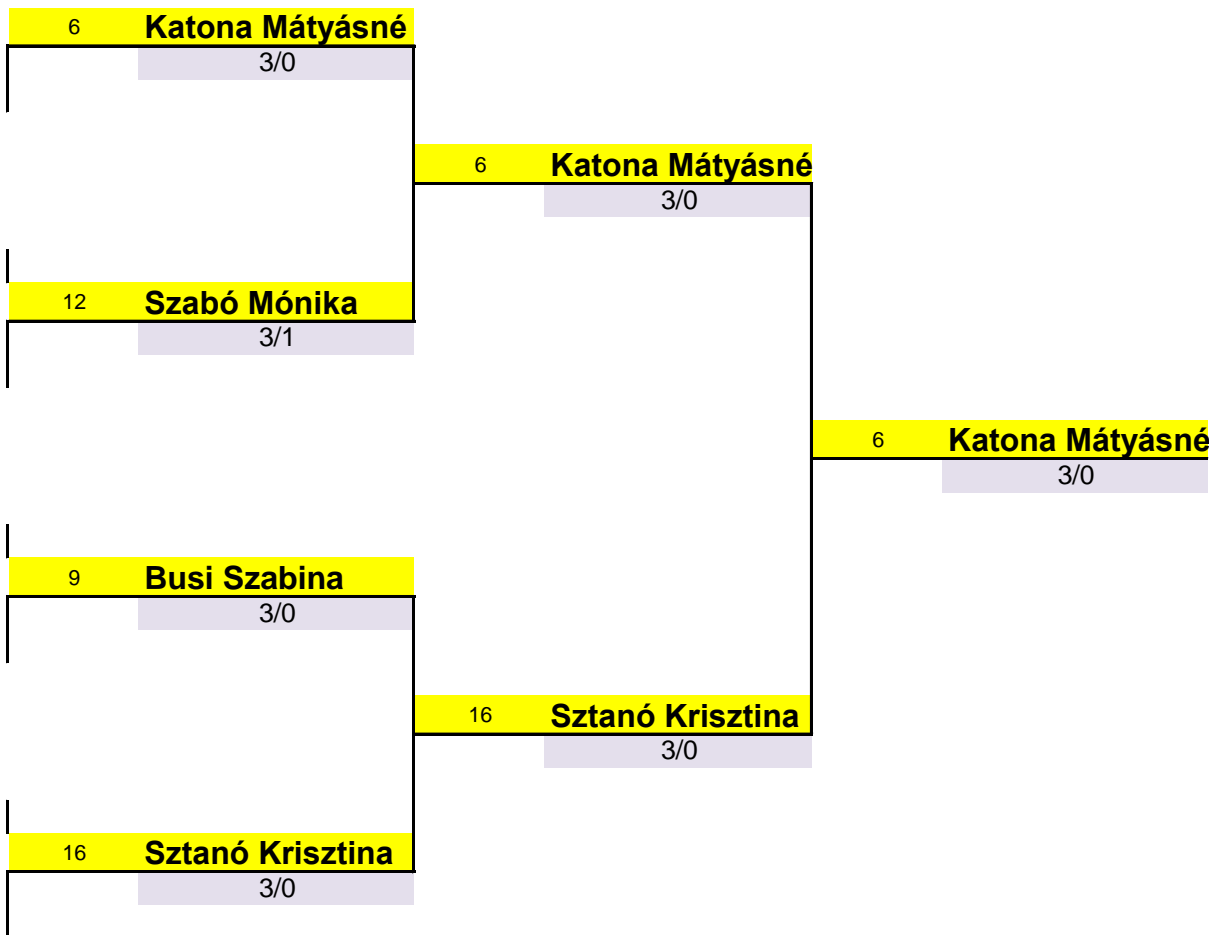 6 Katona Mátyásné
3/0
6 Katona Mátyásné
3/0
12 Szabó Mónika
3/1
6 Katona Mátyásné
3/0
9 Busi Szabina
3/0
16 Sztanó Krisztina
3/0
16 Sztanó Krisztina
3/0